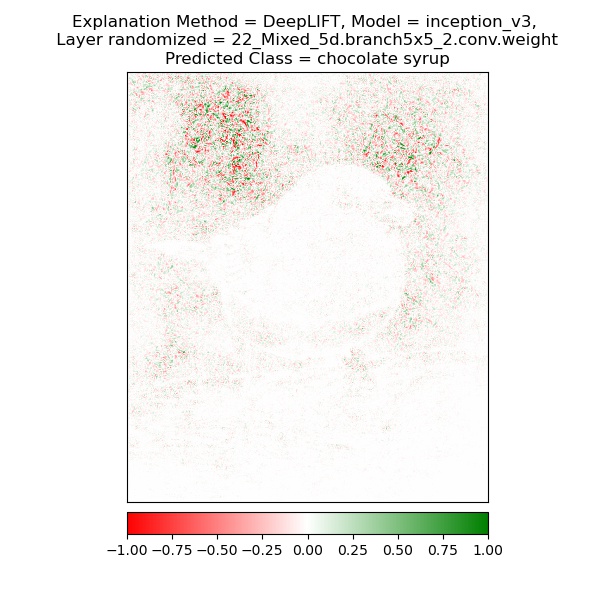 Explanation Method = DeepLIFT, Model = inception_v3,
Layer randomized = 22_Mixed_5d.branch5x5_2.conv.weight
Predicted Class = chocolate syrup
−1.00 −0.75 −0.50 −0.25 0.00 0.25 0.50 0.75 1.00